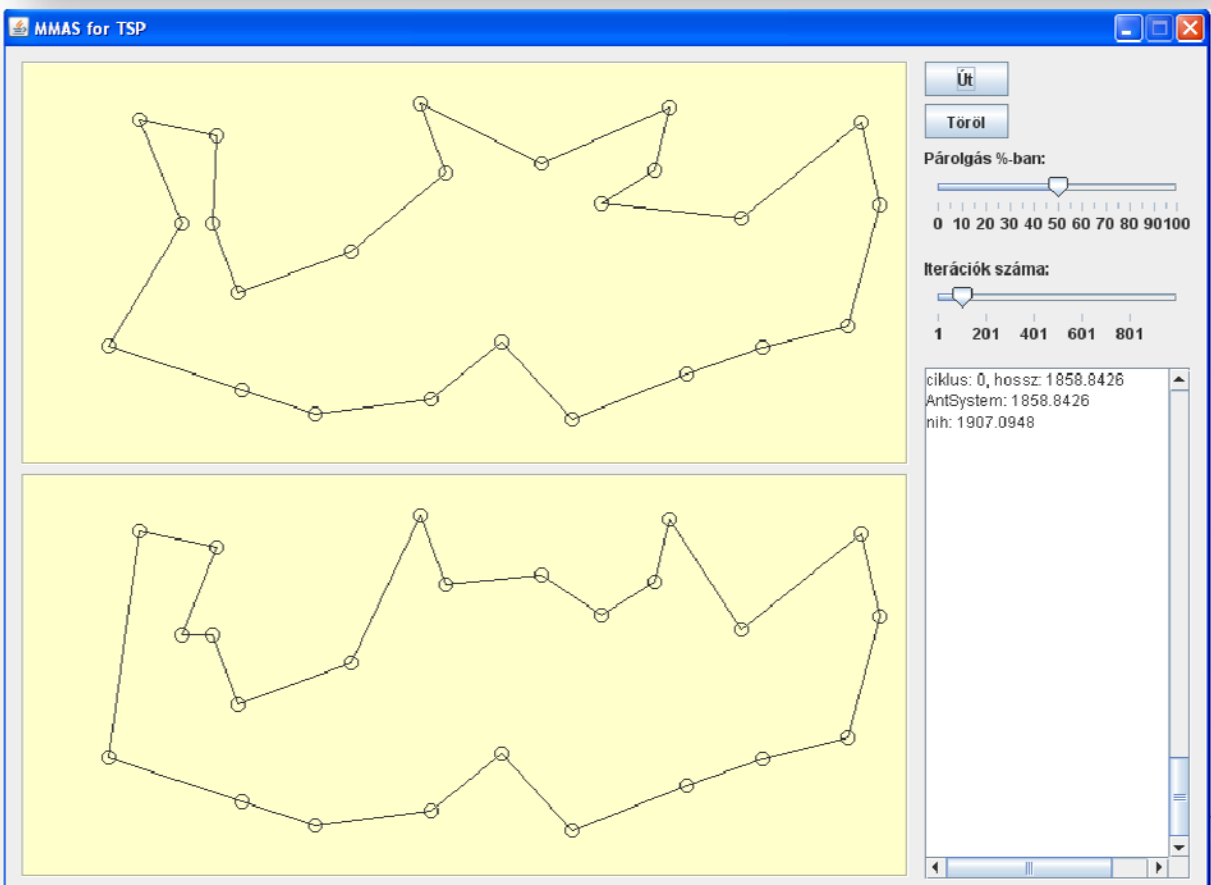 MMAS for TSP
Út
Töröl
Párolgás %-ban:
0 10 20 30 40 50 60 70 80 90100
Iterációk száma:
1 201 401 601 801
ciklus: 0, hossz: 1858.8426
AntSystem: 1858.8426
nih: 1907.0948